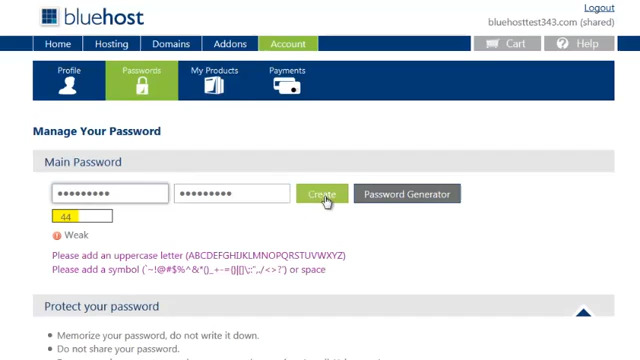 bluehost
Logout
bluehosttest343.com (shared)
Home Hosting Domains Addons Account Cart ? Help
Profile Passwords My Products Payments
Manage Your Password
Main Password
Create Password Generator
44
Weak
Please add an uppercase letter (ABCDEFGHIJKLMNOPQRSTUVWXYZ)
Please add a symbol (`~!@#$%^&*()_+-={}|[]\;:",./<>?') or space
Protect your password
Memorize your password, do not write it down.
Do not share your password.